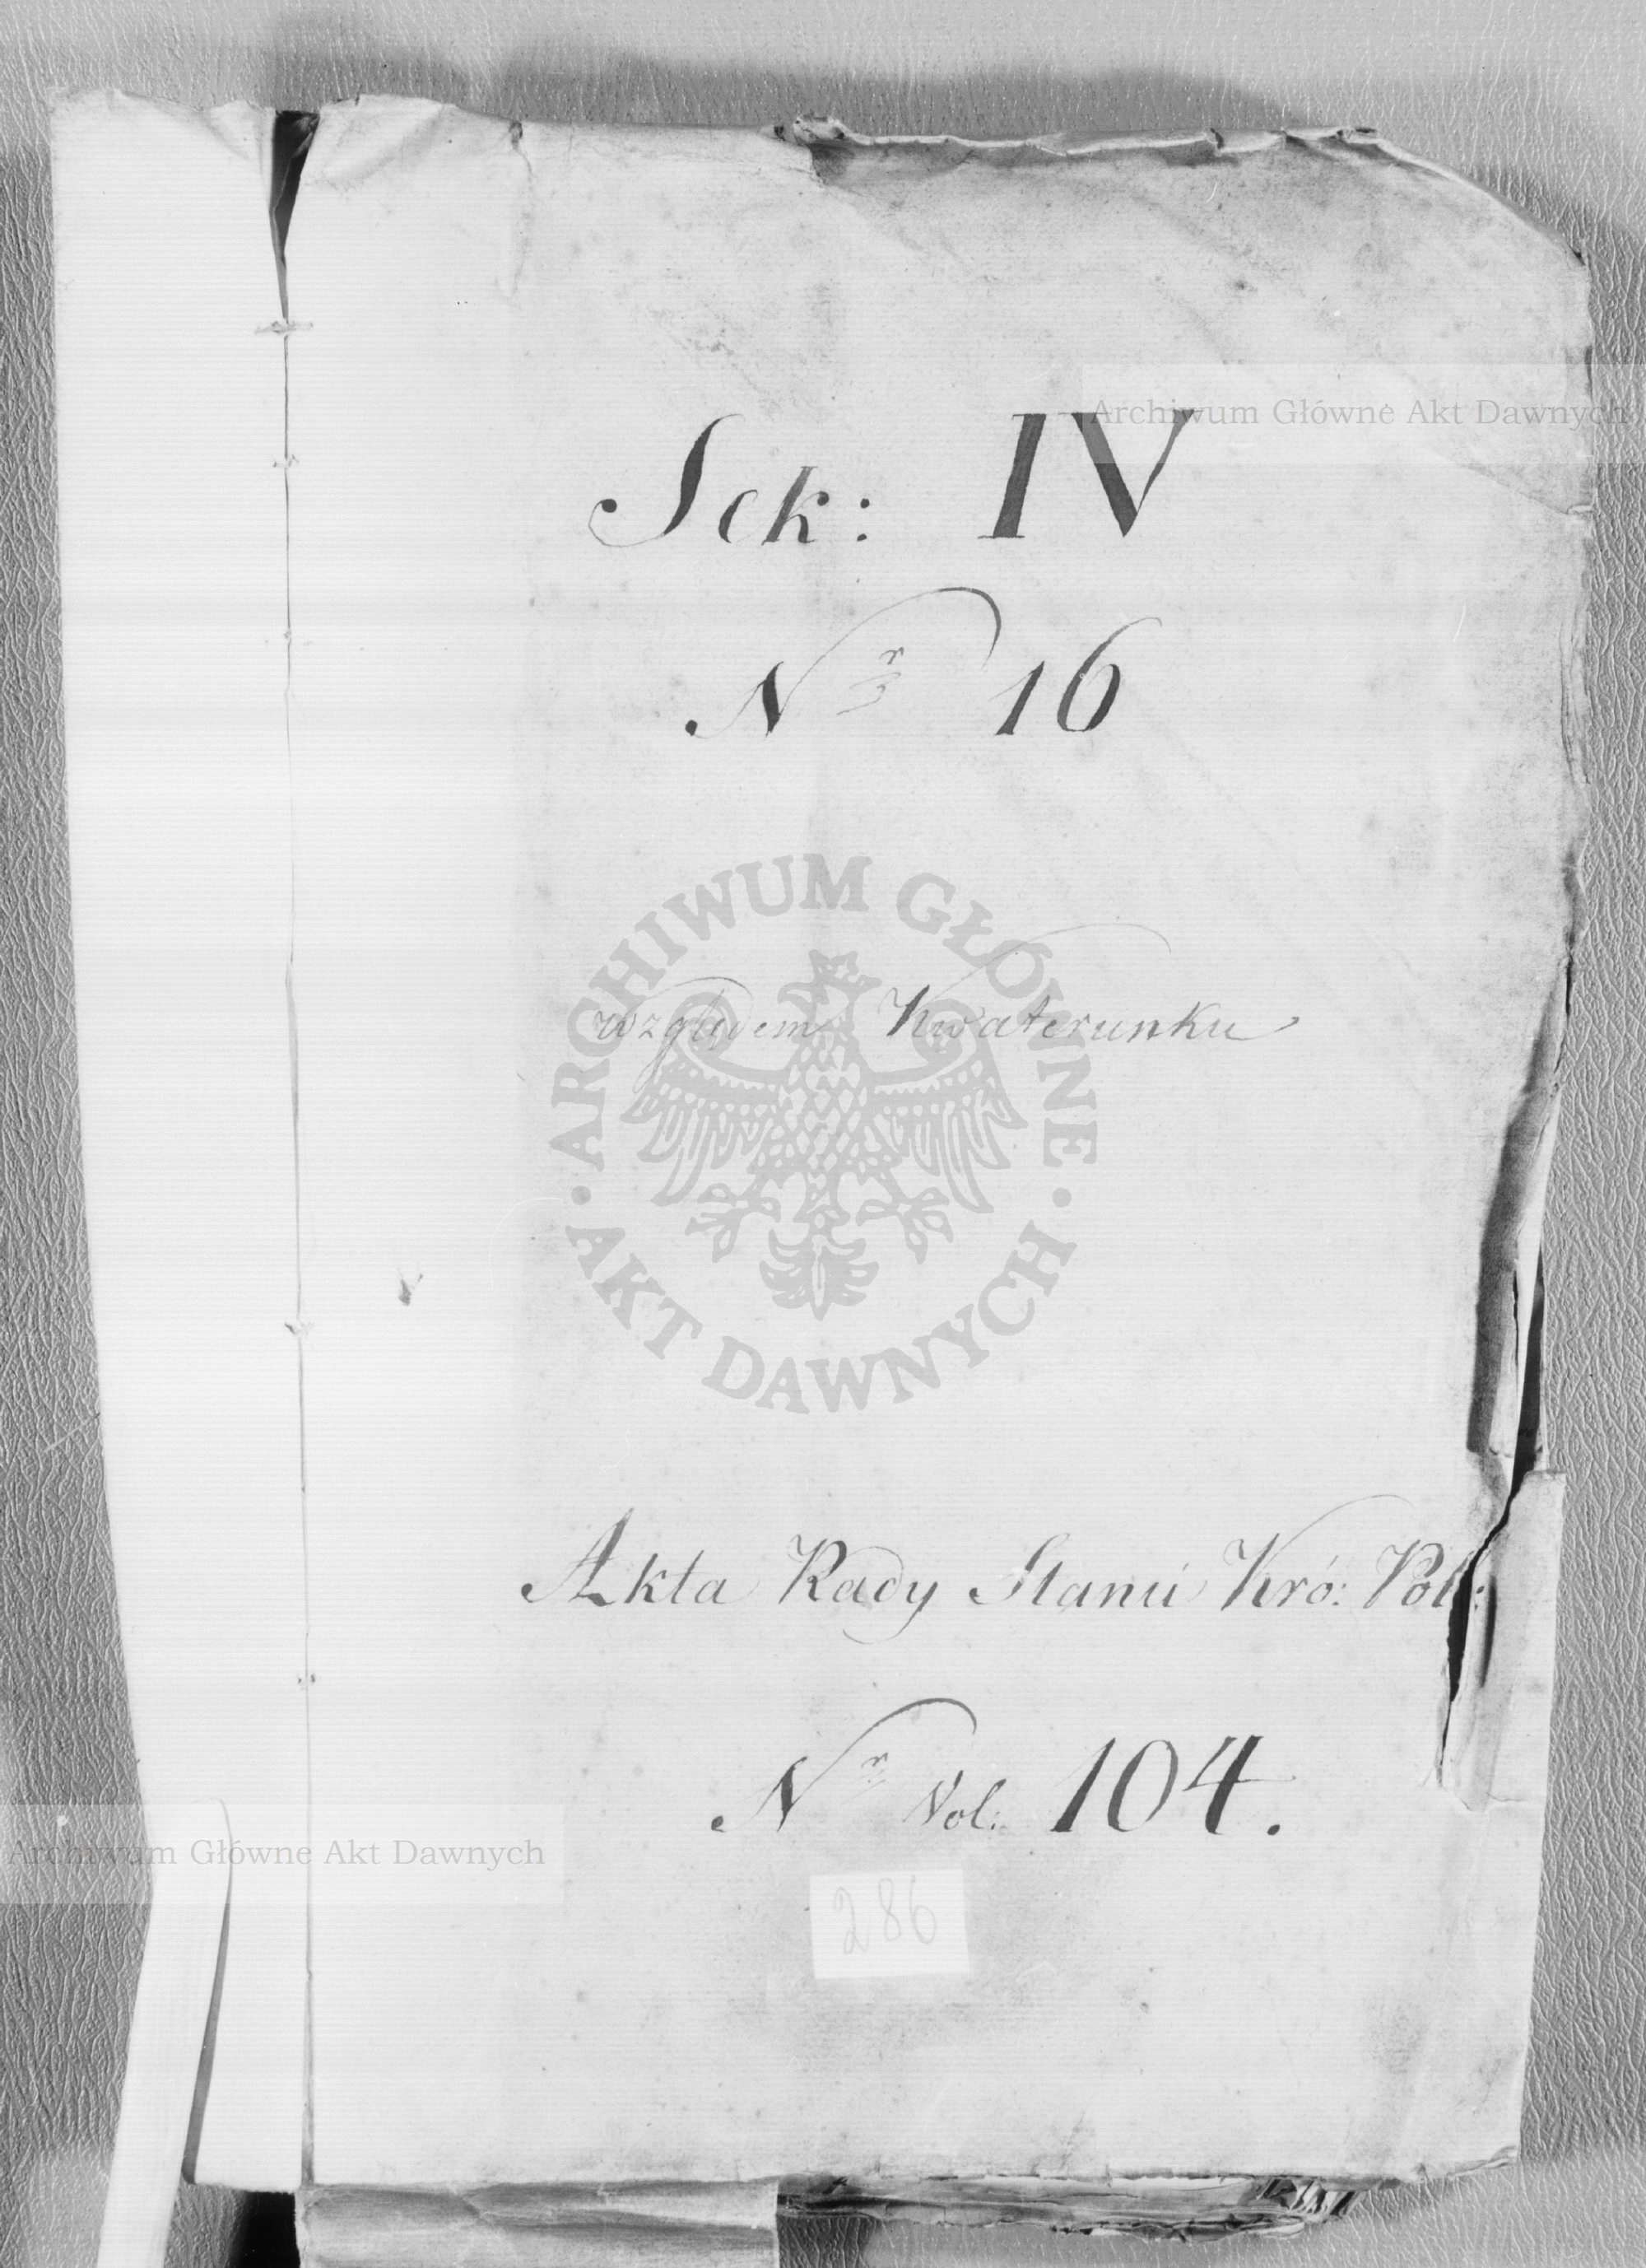 Archiwum Główne Akt Dawnych
Sek: IV
Nr 16
ARCHIWUM GŁÓWNE · AKT DAWNYCH ·
względem Kwaterunku
Akta Rady Stanu Kró: Pol:
Nr Vol: 104.
Archiwum Główne Akt Dawnych
286